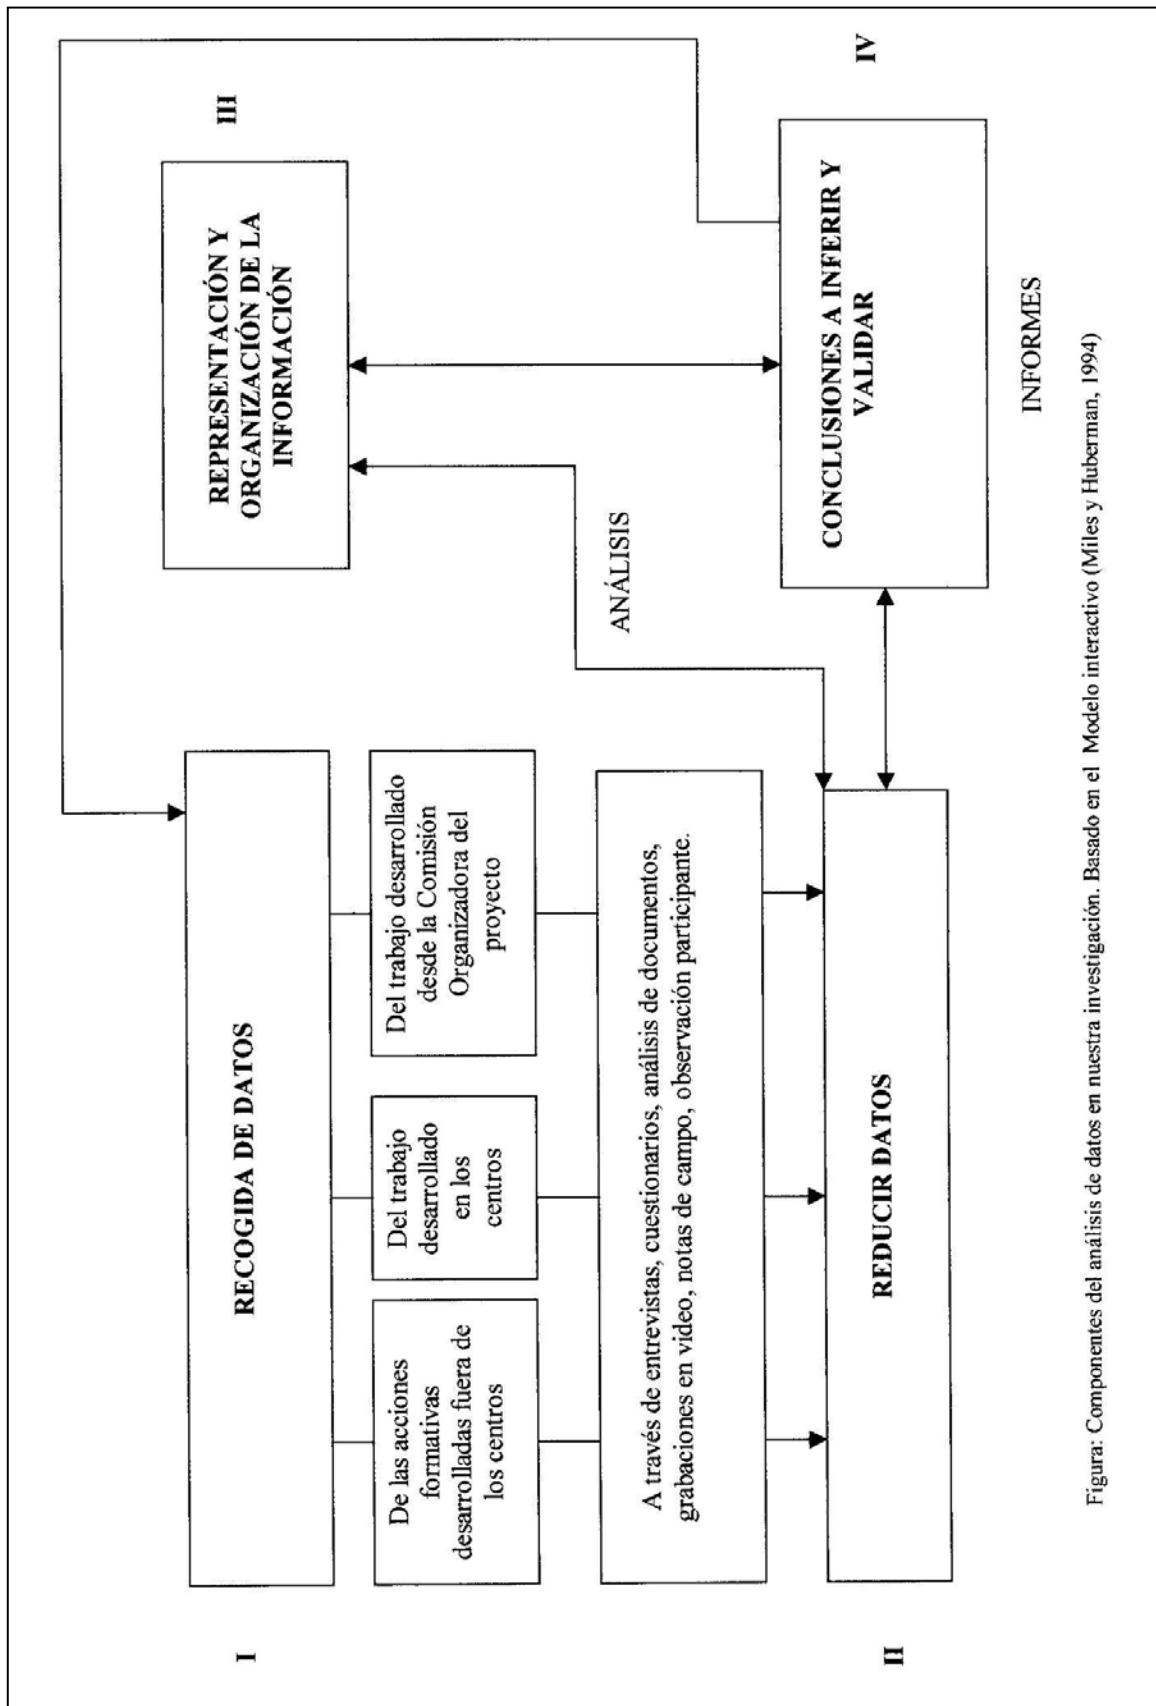 I
RECOGIDA DE DATOS
De las acciones
formativas
desarrolladas fuera de
los centros
Del trabajo
desarrollado
en los
centros
Del trabajo desarrollado
desde la Comisión
Organizadora del
proyecto
A través de entrevistas, cuestionarios, análisis de documentos,
grabaciones en video, notas de campo, observación participante.
II
REDUCIR DATOS
III
REPRESENTACIÓN Y
ORGANIZACIÓN DE LA
INFORMACIÓN
ANÁLISIS
IV
CONCLUSIONES A INFERIR Y
VALIDAR
INFORMES
Figura: Componentes del análisis de datos en nuestra investigación. Basado en el Modelo interactivo (Miles y Huberman, 1994)